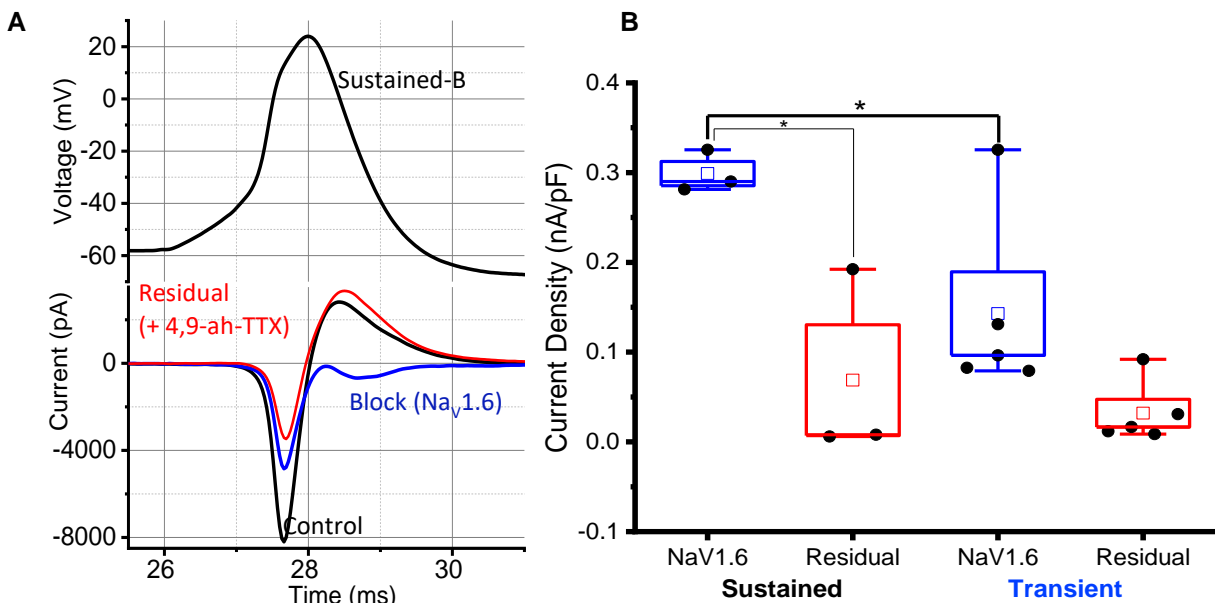 A
20
0
-20
-40
-60
Voltage (mV)
Sustained-B
Residual
(+ 4,9-ah-TTX)
0
-4000
-8000
Current (pA)
Block (NaV1.6)
Control
26
28
30
Time (ms)
B
*
*
0.4
0.3
0.2
0.1
0.0
-0.1
Current Density (nA/pF)
NaV1.6 Residual NaV1.6 Residual
Sustained Transient